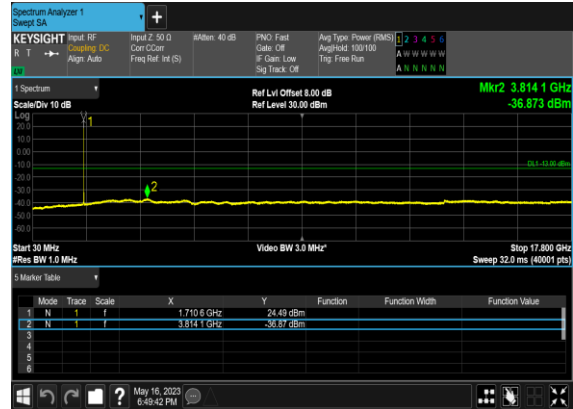 Spectrum Analyzer 1
Swept SA
+
KEYSIGHT Input: RF Input Z: 50 Ω #Atten: 40 dB PNO: Fast Avg Type: Power (RMS) 1 2 3 4 5 6
R T Coupling: DC Corr CCorr Gate: Off Avg|Hold: 100/100 A W W W W W
Align: Auto Freq Ref: Int (S) IF Gain: Low Trig: Free Run
LXI Sig Track: Off A N N N N N
1 Spectrum Ref Lvl Offset 8.00 dB Mkr2 3.814 1 GHz
Scale/Div 10 dB Ref Level 30.00 dBm -36.873 dBm
Log
20.0 1
10.0
0.00
-10.0 DL1 -13.00 dBm
-20.0
-30.0 2
-40.0
-50.0
-60.0
Start 30 MHz Video BW 3.0 MHz* Stop 17.800 GHz
#Res BW 1.0 MHz Sweep 32.0 ms (40001 pts)
5 Marker Table
Mode Trace Scale X Y Function Function Width Function Value
1 N 1 f 1.710 6 GHz 24.49 dBm
2 N 1 f 3.814 1 GHz -36.87 dBm
3
4
5
6
? May 16, 2023
6:49:42 PM